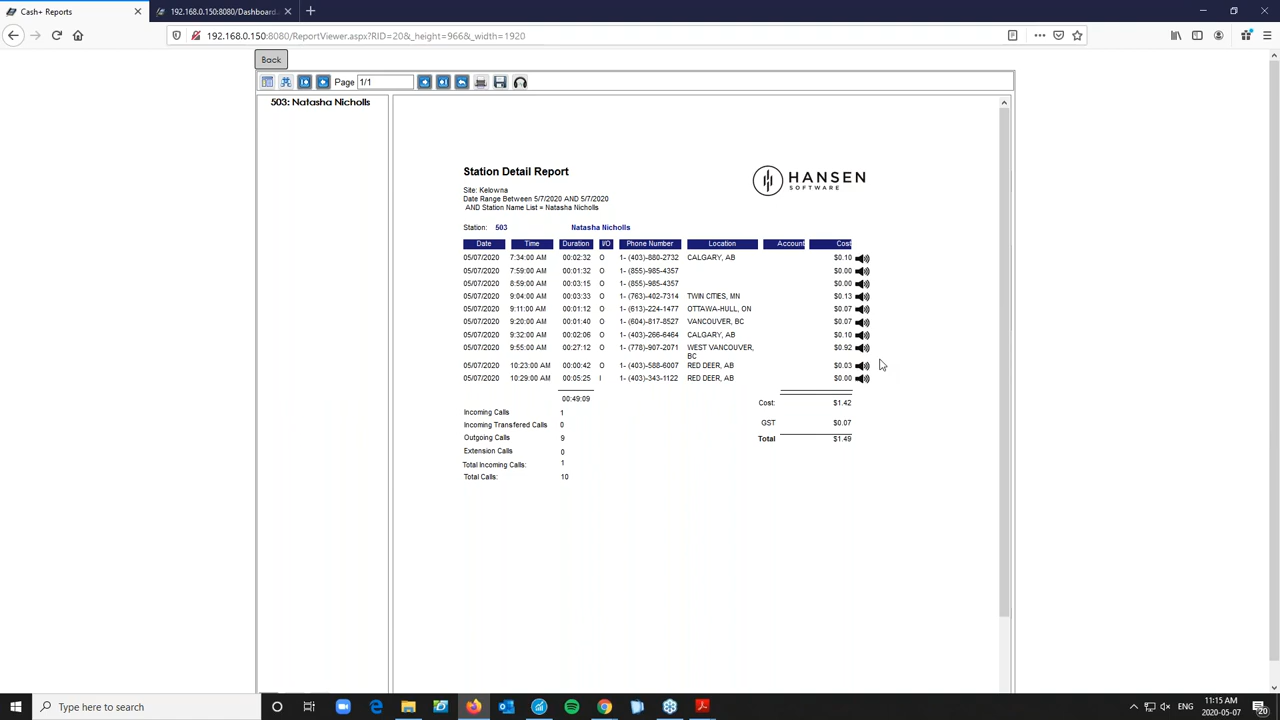 Cash+ Reports
192.168.0.150:8080/Dashboard.
192.168.0.150:8080/ReportViewer.aspx?RID=20&_height=966&_width=1920
Back
Page 1/1
503: Natasha Nicholls
Station Detail Report
HANSEN
SOFTWARE
Site: Kelowna
Date Range Between 5/7/2020 AND 5/7/2020
AND Station Name List = Natasha Nicholls
Station: 503 Natasha Nicholls
Date Time Duration I/O Phone Number Location Account Cost
05/07/2020 7:34:00 AM 00:02:32 O 1- (403)-880-2732 CALGARY, AB $0.10
05/07/2020 7:59:00 AM 00:01:32 O 1- (855)-985-4357 $0.00
05/07/2020 8:59:00 AM 00:03:15 O 1- (855)-985-4357 $0.00
05/07/2020 9:04:00 AM 00:03:33 O 1- (763)-402-7314 TWIN CITIES, MN $0.13
05/07/2020 9:11:00 AM 00:01:12 O 1- (613)-224-1477 OTTAWA-HULL, ON $0.07
05/07/2020 9:20:00 AM 00:01:40 O 1- (604)-817-8527 VANCOUVER, BC $0.07
05/07/2020 9:32:00 AM 00:02:06 O 1- (403)-266-6464 CALGARY, AB $0.10
05/07/2020 9:55:00 AM 00:27:12 O 1- (778)-907-2071 WEST VANCOUVER, $0.92
BC
05/07/2020 10:23:00 AM 00:00:42 O 1- (403)-588-6007 RED DEER, AB $0.03
05/07/2020 10:29:00 AM 00:05:25 I 1- (403)-343-1122 RED DEER, AB $0.00
00:49:09 Cost: $1.42
Incoming Calls 1
Incoming Transfered Calls 0 GST $0.07
Outgoing Calls 9 Total $1.49
Extension Calls 0
Total Incoming Calls: 1
Total Calls: 10
Type here to search
ENG
11:15 AM
2020-05-07
20